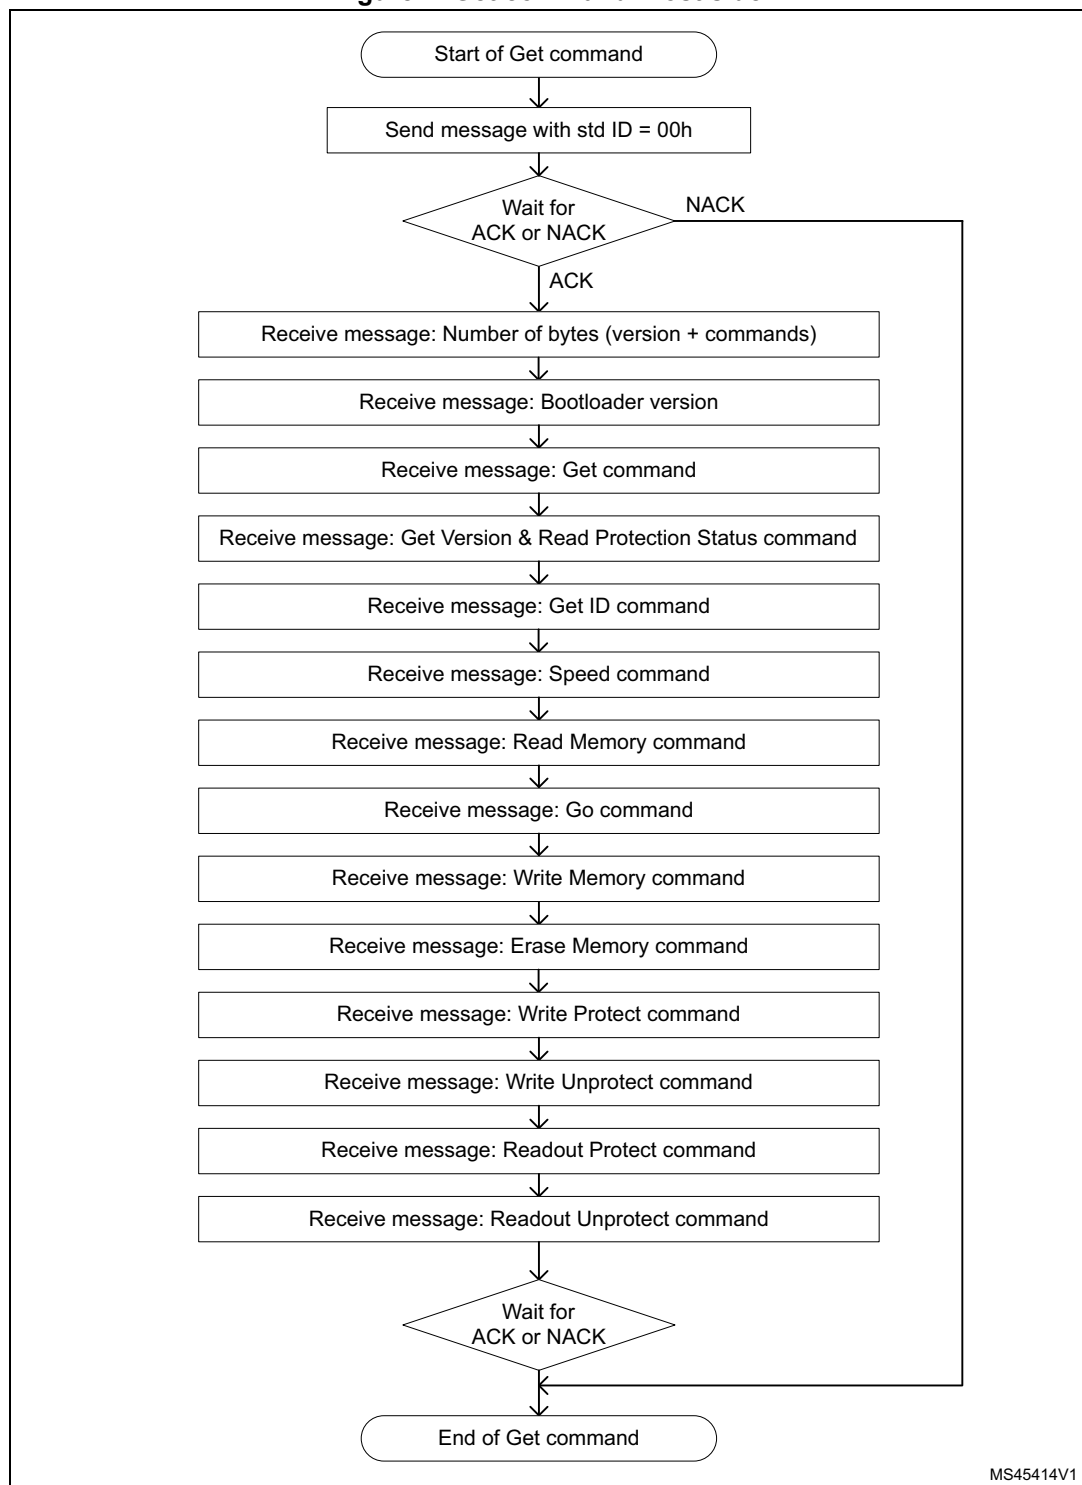 Start of Get command
Send message with std ID = 00h
Wait for
ACK or NACK
NACK
ACK
Receive message: Number of bytes (version + commands)
Receive message: Bootloader version
Receive message: Get command
Receive message: Get Version & Read Protection Status command
Receive message: Get ID command
Receive message: Speed command
Receive message: Read Memory command
Receive message: Go command
Receive message: Write Memory command
Receive message: Erase Memory command
Receive message: Write Protect command
Receive message: Write Unprotect command
Receive message: Readout Protect command
Receive message: Readout Unprotect command
Wait for
ACK or NACK
End of Get command
MS45414V1